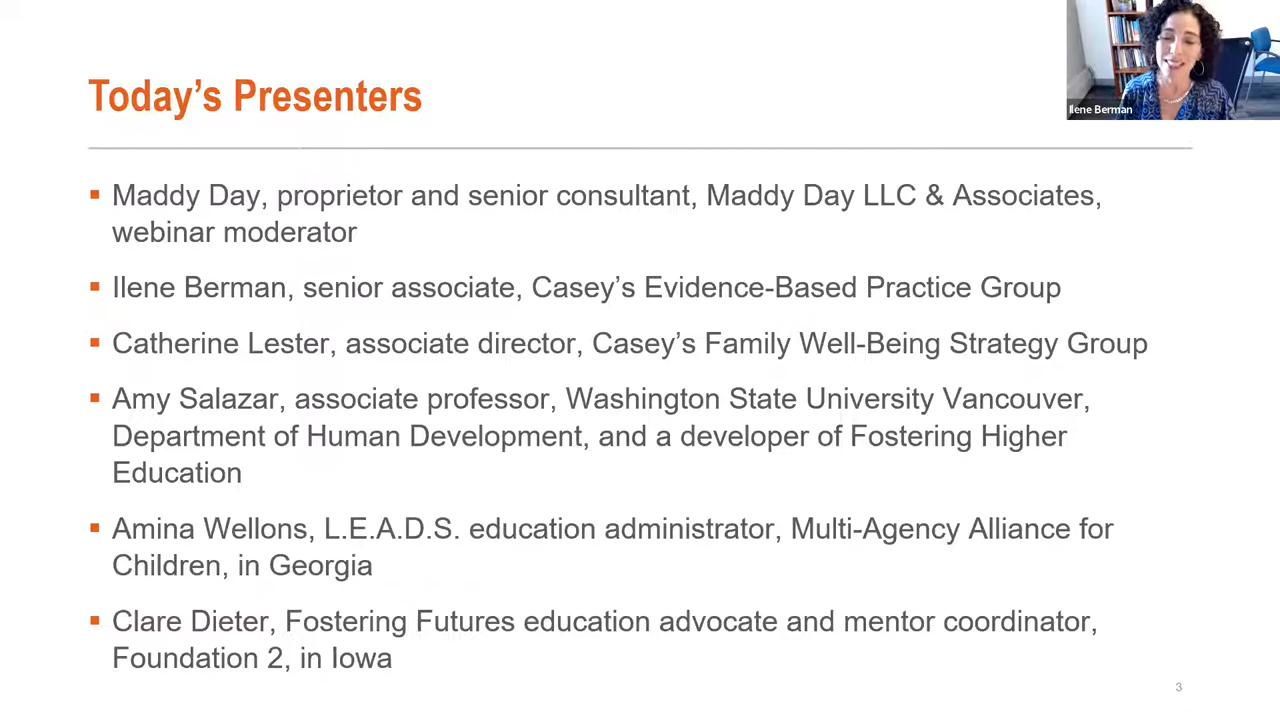 Ilene Berman
Today's Presenters
Maddy Day, proprietor and senior consultant, Maddy Day LLC & Associates,
webinar moderator
Ilene Berman, senior associate, Casey's Evidence-Based Practice Group
Catherine Lester, associate director, Casey's Family Well-Being Strategy Group
Amy Salazar, associate professor, Washington State University Vancouver,
Department of Human Development, and a developer of Fostering Higher
Education
Amina Wellons, L.E.A.D.S. education administrator, Multi-Agency Alliance for
Children, in Georgia
Clare Dieter, Fostering Futures education advocate and mentor coordinator,
Foundation 2, in Iowa
3